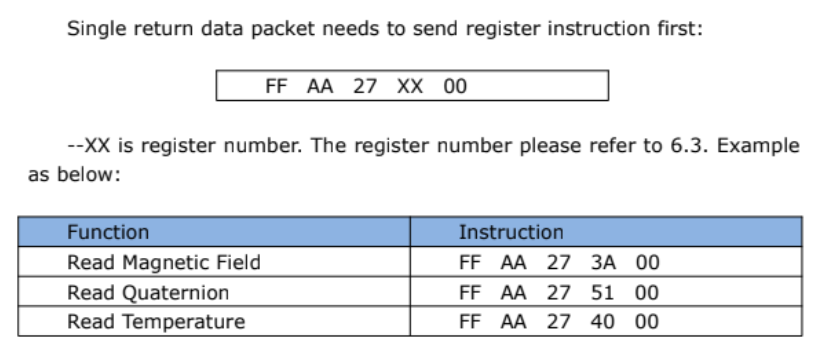 Single return data packet needs to send register instruction first:
FF AA 27 XX 00
--XX is register number. The register number please refer to 6.3. Example
as below:
Function Instruction
Read Magnetic Field FF AA 27 3A 00
Read Quaternion FF AA 27 51 00
Read Temperature FF AA 27 40 00